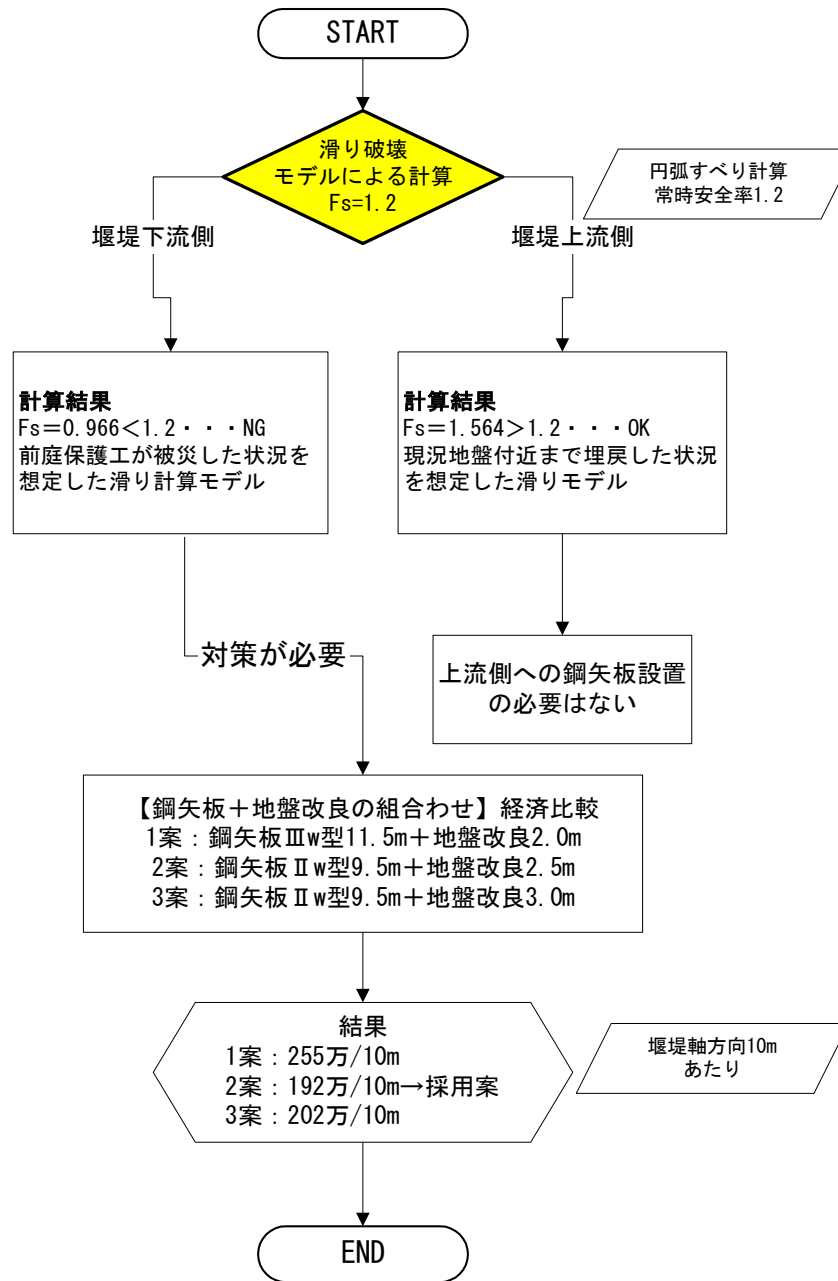 START
滑り破壊
モデルによる計算
Fs=1.2
円弧すべり計算
常時安全率1.2
堰堤下流側
堰堤上流側
計算結果
Fs＝0.966＜1.2・・・NG
前庭保護工が被災した状況を
想定した滑り計算モデル
計算結果
Fs＝1.564＞1.2・・・OK
現況地盤付近まで埋戻した状況
を想定した滑りモデル
対策が必要
上流側への鋼矢板設置
の必要はない
【鋼矢板＋地盤改良の組合わせ】経済比較
1案：鋼矢板Ⅲw型11.5m＋地盤改良2.0m
2案：鋼矢板Ⅱw型9.5m＋地盤改良2.5m
3案：鋼矢板Ⅱw型9.5m＋地盤改良3.0m
結果
1案：255万/10m
2案：192万/10m→採用案
3案：202万/10m
堰堤軸方向10m
あたり
END